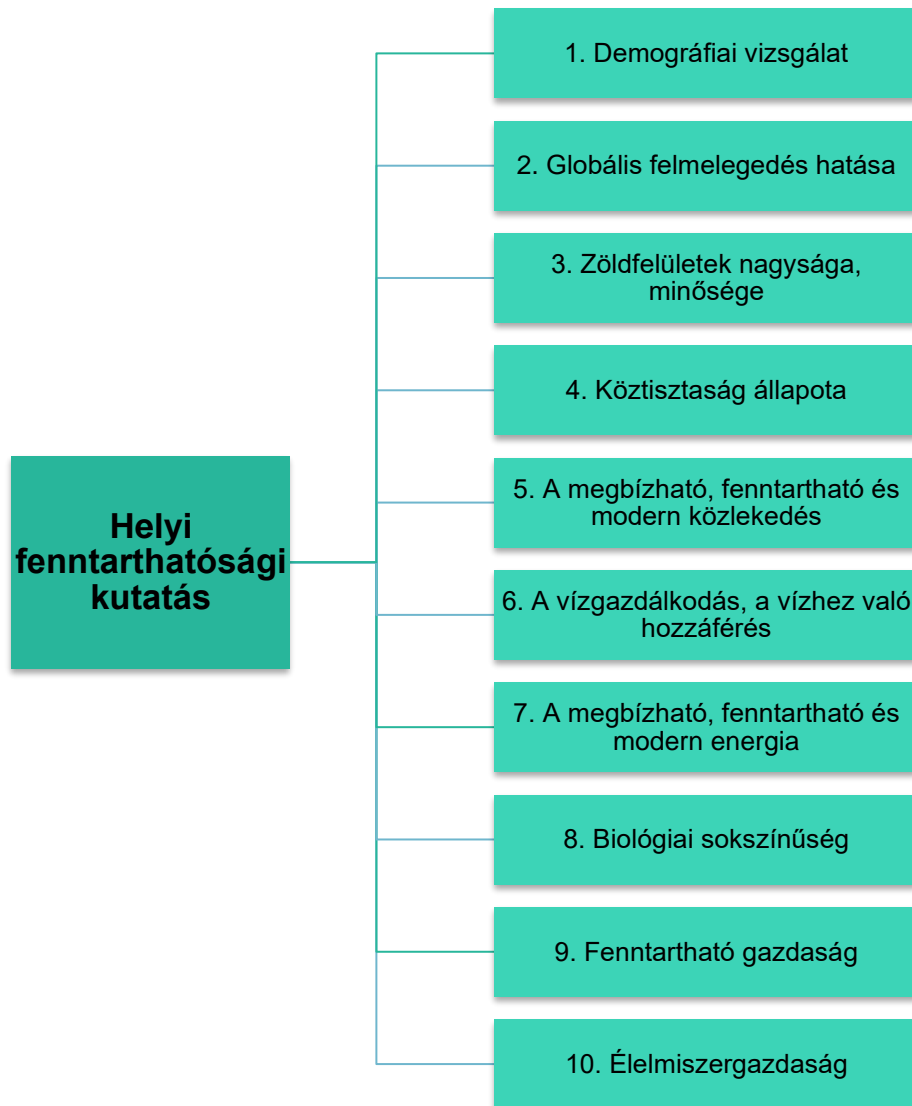 Helyi
fenntarthatósági
kutatás
1. Demográfiai vizsgálat
2. Globális felmelegedés hatása
3. Zöldfelületek nagysága,
minősége
4. Köztisztaság állapota
5. A megbízható, fenntartható és
modern közlekedés
6. A vízgazdálkodás, a vízhez való
hozzáférés
7. A megbízható, fenntartható és
modern energia
8. Biológiai sokszínűség
9. Fenntartható gazdaság
10. Élelmiszergazdaság